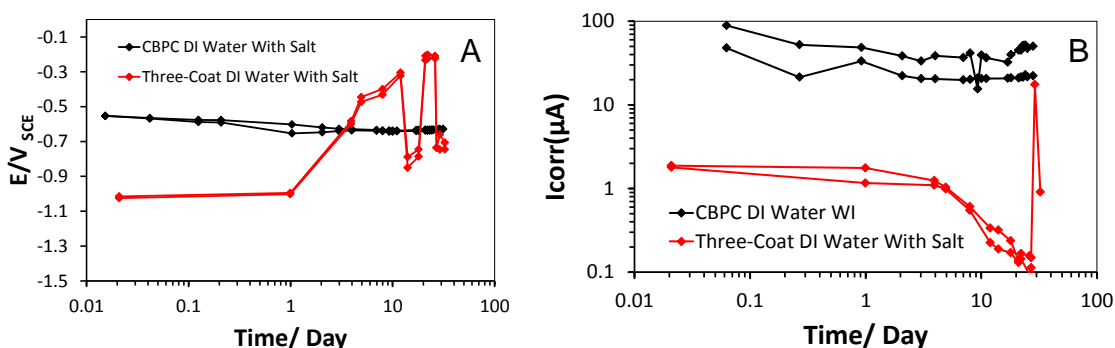 A
CBPC DI Water With Salt
Three-Coat DI Water With Salt
E/V SCE
-0.1
-0.3
-0.5
-0.7
-0.9
-1.1
-1.3
-1.5
0.01 0.1 1 10 100
Time/ Day
B
Icorr(μA)
100
10
1
0.1
CBPC DI Water WI
Three-Coat DI Water With Salt
0.01 0.1 1 10 100
Time/ Day